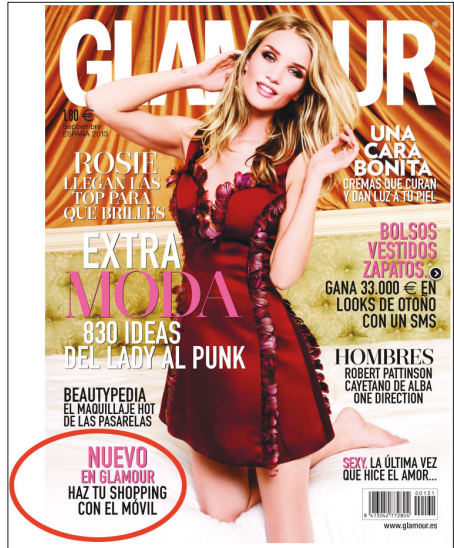 GLAMOUR
1,80 €
Septiembre
ESPAÑA 2013
ROSIE
LLEGAN LAS
TOP PARA
QUE BRILLES
UNA
CARA
BONITA
CREMAS QUE CURAN
Y DAN LUZ A TU PIEL
EXTRA
MODA
830 IDEAS
DEL LADY AL PUNK
BOLSOS
VESTIDOS
ZAPATOS...
GANA 33.000 € EN
LOOKS DE OTOÑO
CON UN SMS
HOMBRES
ROBERT PATTINSON
CAYETANO DE ALBA
ONE DIRECTION
BEAUTYPEDIA
EL MAQUILLAJE HOT
DE LAS PASARELAS
NUEVO
EN GLAMOUR
HAZ TU SHOPPING
CON EL MÓVIL
SEXY, LA ÚLTIMA VEZ
QUE HICE EL AMOR...
00131
8 413042 772804
www.glamour.es